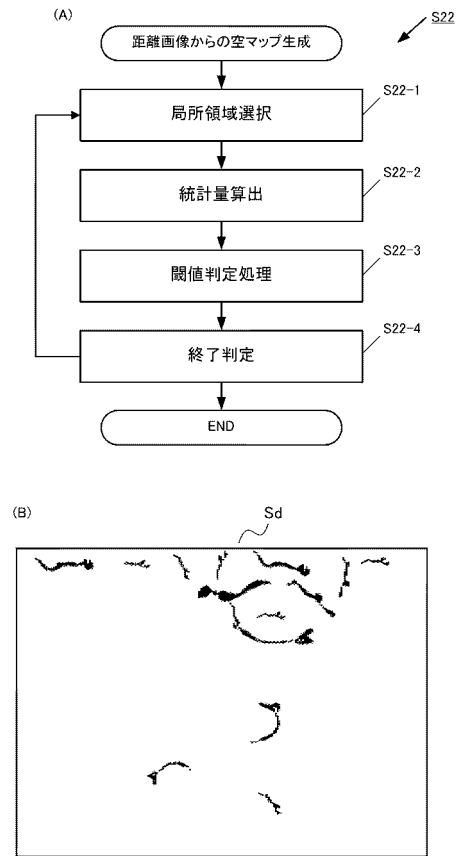 (A)
S22
距離画像からの空マップ生成
局所領域選択
S22-1
統計量算出
S22-2
閾値判定処理
S22-3
終了判定
S22-4
END
(B)
Sd